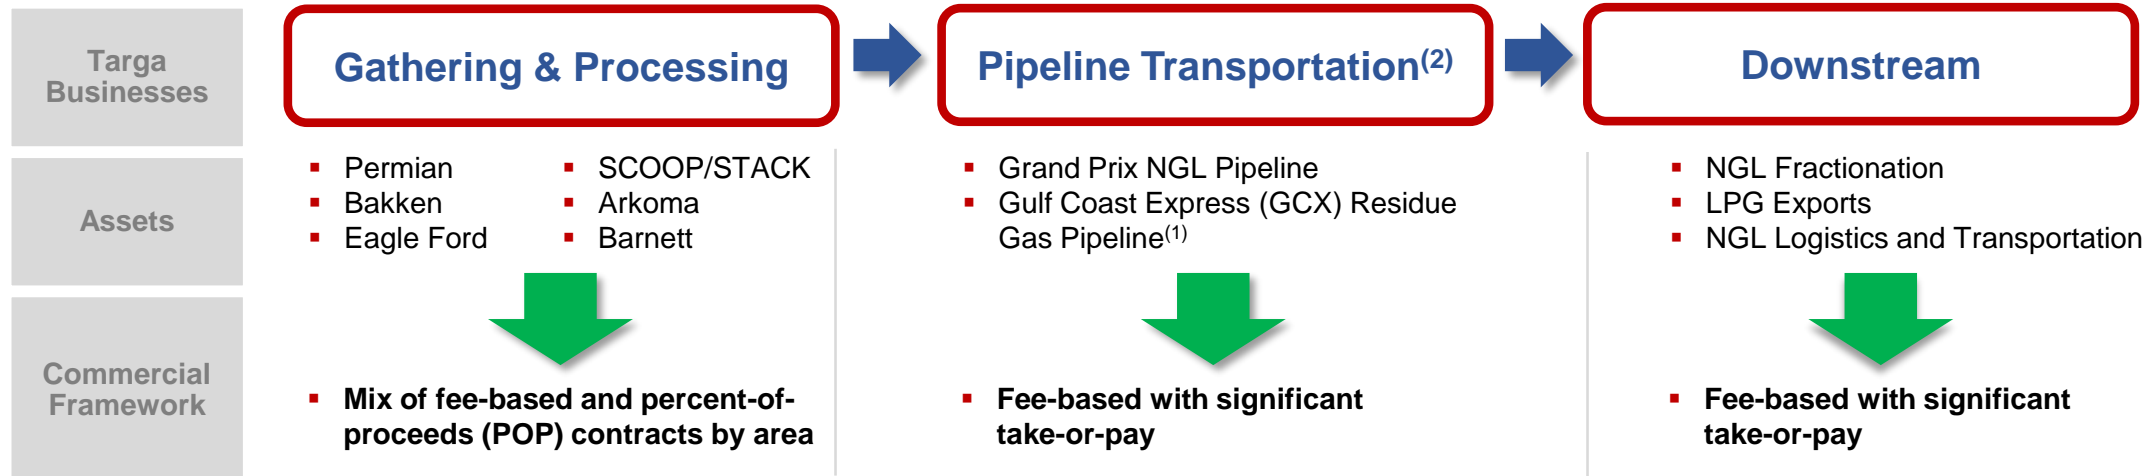 Targa
Businesses
Gathering & Processing
Pipeline Transportation(2)
Downstream
Assets
▪ Permian
▪ Bakken
▪ Eagle Ford
▪ SCOOP/STACK
▪ Arkoma
▪ Barnett
▪ Grand Prix NGL Pipeline
▪ Gulf Coast Express (GCX) Residue
Gas Pipeline(1)
▪ NGL Fractionation
▪ LPG Exports
▪ NGL Logistics and Transportation
Commercial
Framework
▪ Mix of fee-based and percent-of-
proceeds (POP) contracts by area
▪ Fee-based with significant
take-or-pay
▪ Fee-based with significant
take-or-pay